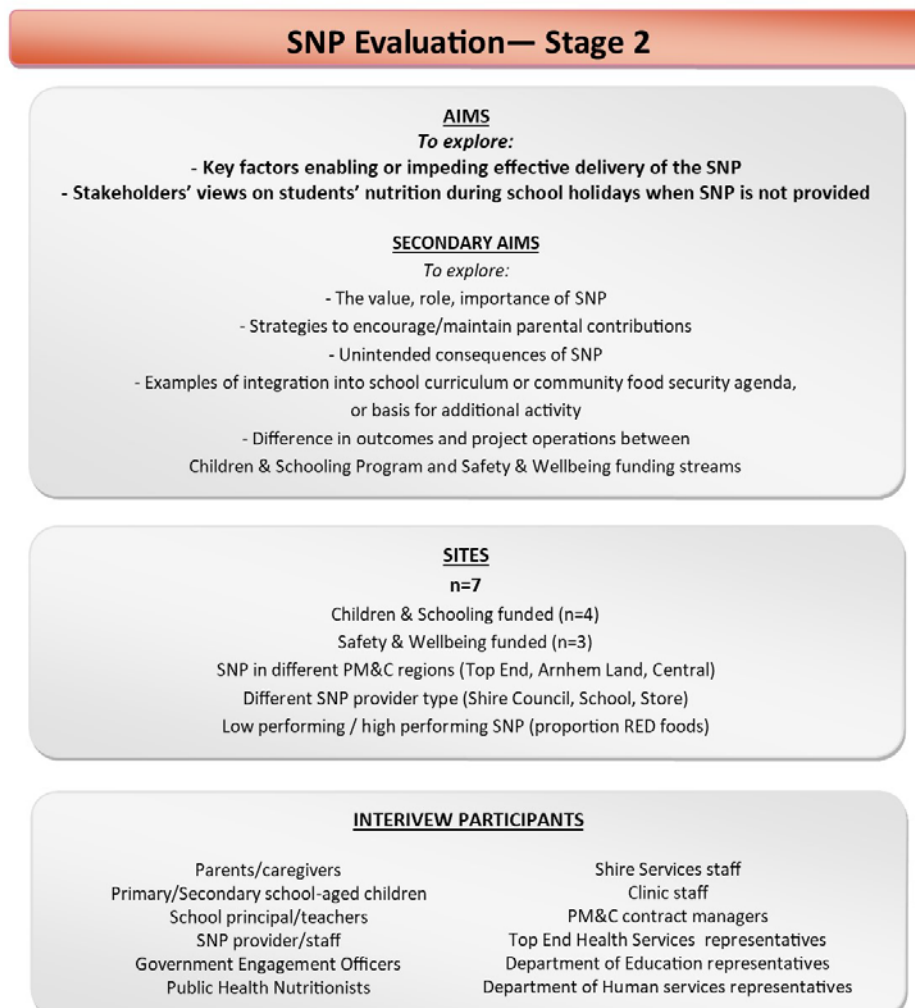 SNP Evaluation— Stage 2
AIMS
To explore:
- Key factors enabling or impeding effective delivery of the SNP
- Stakeholders' views on students' nutrition during school holidays when SNP is not provided
SECONDARY AIMS
To explore:
- The value, role, importance of SNP
- Strategies to encourage/maintain parental contributions
- Unintended consequences of SNP
- Examples of integration into school curriculum or community food security agenda,
or basis for additional activity
- Difference in outcomes and project operations between
Children & Schooling Program and Safety & Wellbeing funding streams
SITES
n=7
Children & Schooling funded (n=4)
Safety & Wellbeing funded (n=3)
SNP in different PM&C regions (Top End, Arnhem Land, Central)
Different SNP provider type (Shire Council, School, Store)
Low performing / high performing SNP (proportion RED foods)
INTERIVEW PARTICIPANTS
Parents/caregivers
Primary/Secondary school-aged children
School principal/teachers
SNP provider/staff
Government Engagement Officers
Public Health Nutritionists
Shire Services staff
Clinic staff
PM&C contract managers
Top End Health Services representatives
Department of Education representatives
Department of Human services representatives